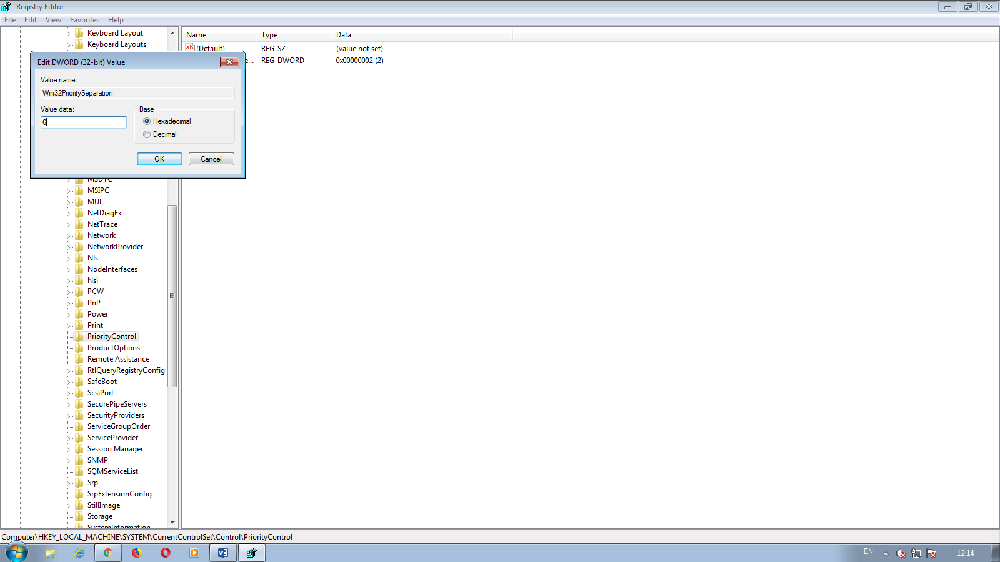 Registry Editor
File Edit View Favorites Help
Keyboard Layout
Keyboard Layouts
Name Type Data
(Default) REG_SZ (value not set)
e... REG_DWORD 0x00000002 (2)
Edit DWORD (32-bit) Value
Value name:
Win32PrioritySeparation
Value data:
6
Base
Hexadecimal
Decimal
OK Cancel
MSDTC
MSIPC
MUI
NetDiagFx
NetTrace
Network
NetworkProvider
Nls
NodeInterfaces
Nsi
PCW
PnP
Power
Print
PriorityControl
ProductOptions
Remote Assistance
RtlQueryRegistryConfig
SafeBoot
ScsiPort
SecurePipeServers
SecurityProviders
ServiceGroupOrder
ServiceProvider
Session Manager
SNMP
SQMServiceList
Srp
SrpExtensionConfig
StillImage
Storage
SystemInformation
Computer\HKEY_LOCAL_MACHINE\SYSTEM\CurrentControlSet\Control\PriorityControl
EN 12:14